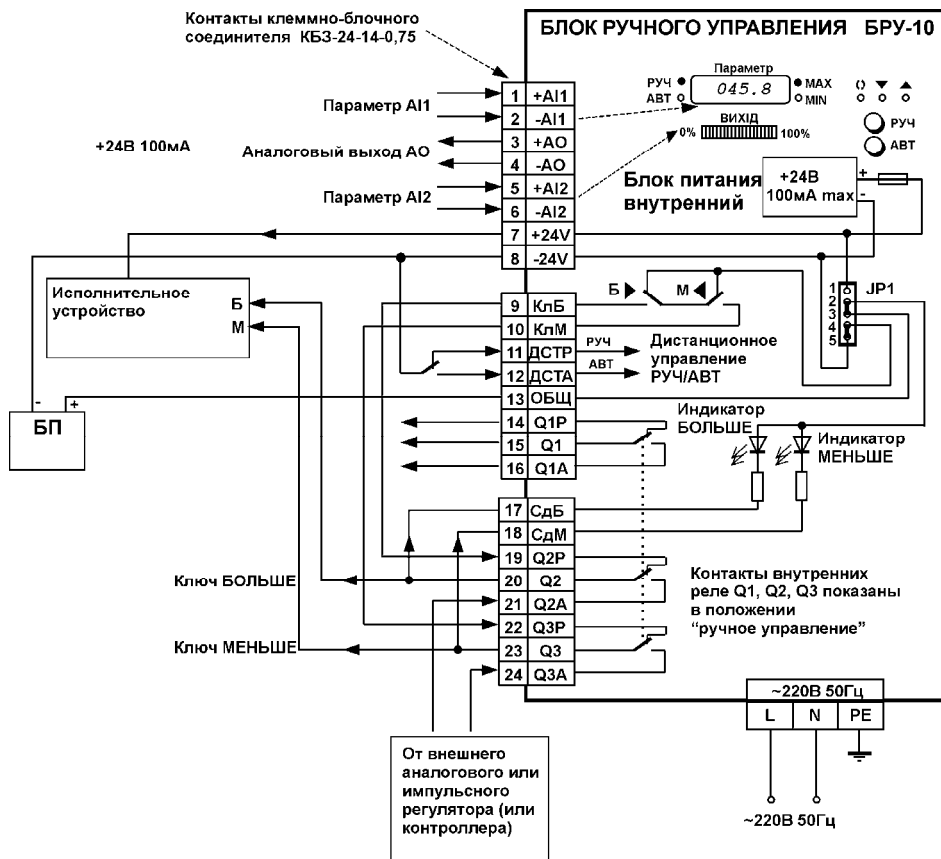 Контакты клеммно-блочного
соединителя КБЗ-24-14-0,75
БЛОК РУЧНОГО УПРАВЛЕНИЯ БРУ-10
Параметр
РУЧ
АВТ
045.8
MAX
MIN
ВИХІД
0%
100%
РУЧ
АВТ
+24В 100мА
Параметр AI1
Аналоговый выход АО
Параметр AI2
1 +AI1
2 -AI1
3 +AO
4 -AO
5 +AI2
6 -AI2
7 +24V
8 -24V
Блок питания
внутренний
+24В
100мА max
+
-
Исполнительное
устройство
Б
М
9 КлБ
10 КлМ
11 ДСТР
12 ДСТА
13 ОБЩ
14 Q1P
15 Q1
16 Q1A
Б
М
1
2
3
4
5
JP1
РУЧ
АВТ
Дистанционное
управление
РУЧ/АВТ
-
+
БП
Индикатор
БОЛЬШЕ
Индикатор
МЕНЬШЕ
17 СдБ
18 СдМ
19 Q2P
20 Q2
21 Q2A
22 Q3P
23 Q3
24 Q3A
Ключ БОЛЬШЕ
Ключ МЕНЬШЕ
Контакты внутренних
реле Q1, Q2, Q3 показаны
в положении
“ручное управление”
~220В 50Гц
L N PE
От внешнего
аналогового или
импульсного
регулятора (или
контроллера)
~220В 50Гц